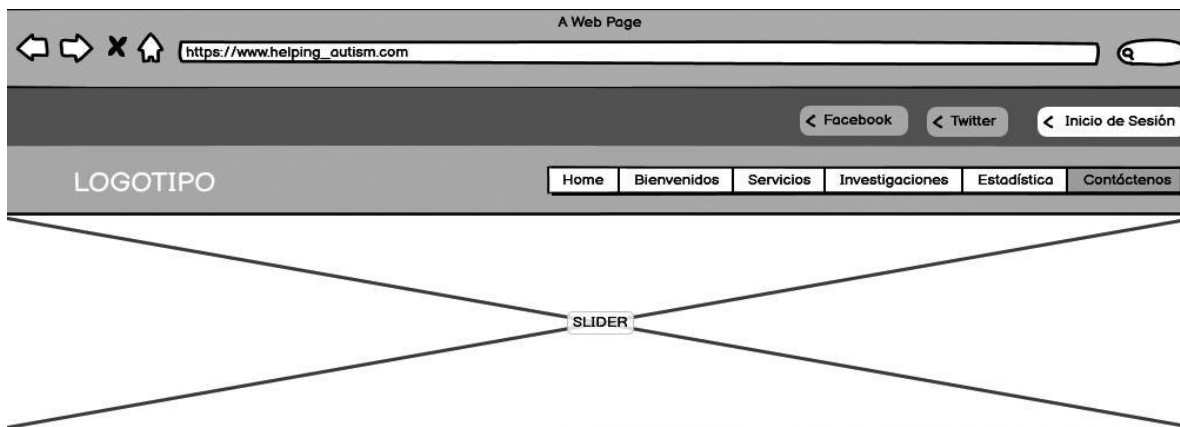 A Web Page
https://www.helping_autism.com
Facebook Twitter Inicio de Sesión
LOGOTIPO Home Bienvenidos Servicios Investigaciones Estadística Contáctenos
SLIDER